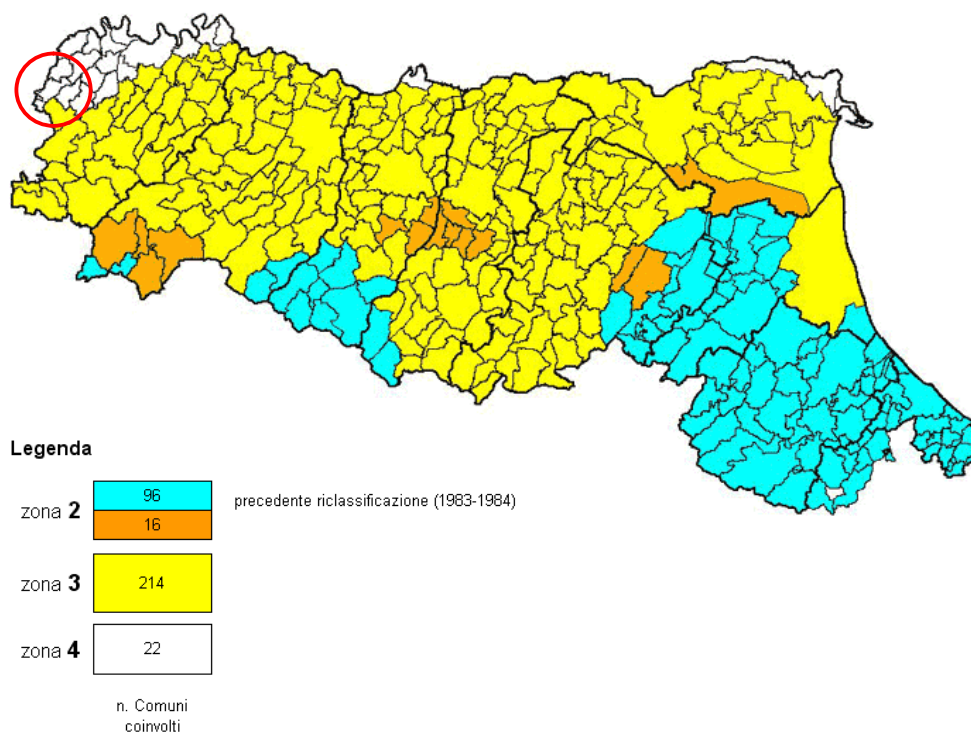 Legenda
zona 2
96
precedente riclassificazione (1983-1984)
16
zona 3
214
zona 4
22
n. Comuni
coinvolti